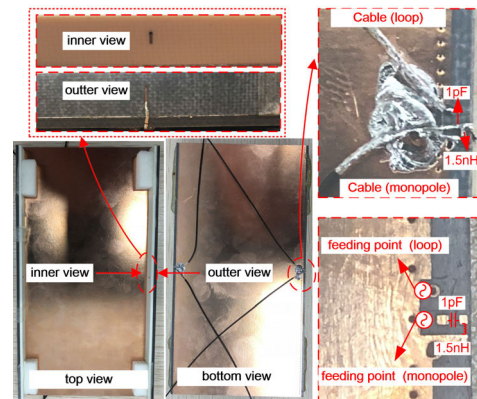 inner view
outter view
inner view
outter view
top view
bottom view
Cable (loop)
1pF
1.5nH
Cable (monopole)
feeding point (loop)
1pF
1.5nH
feeding point (monopole)